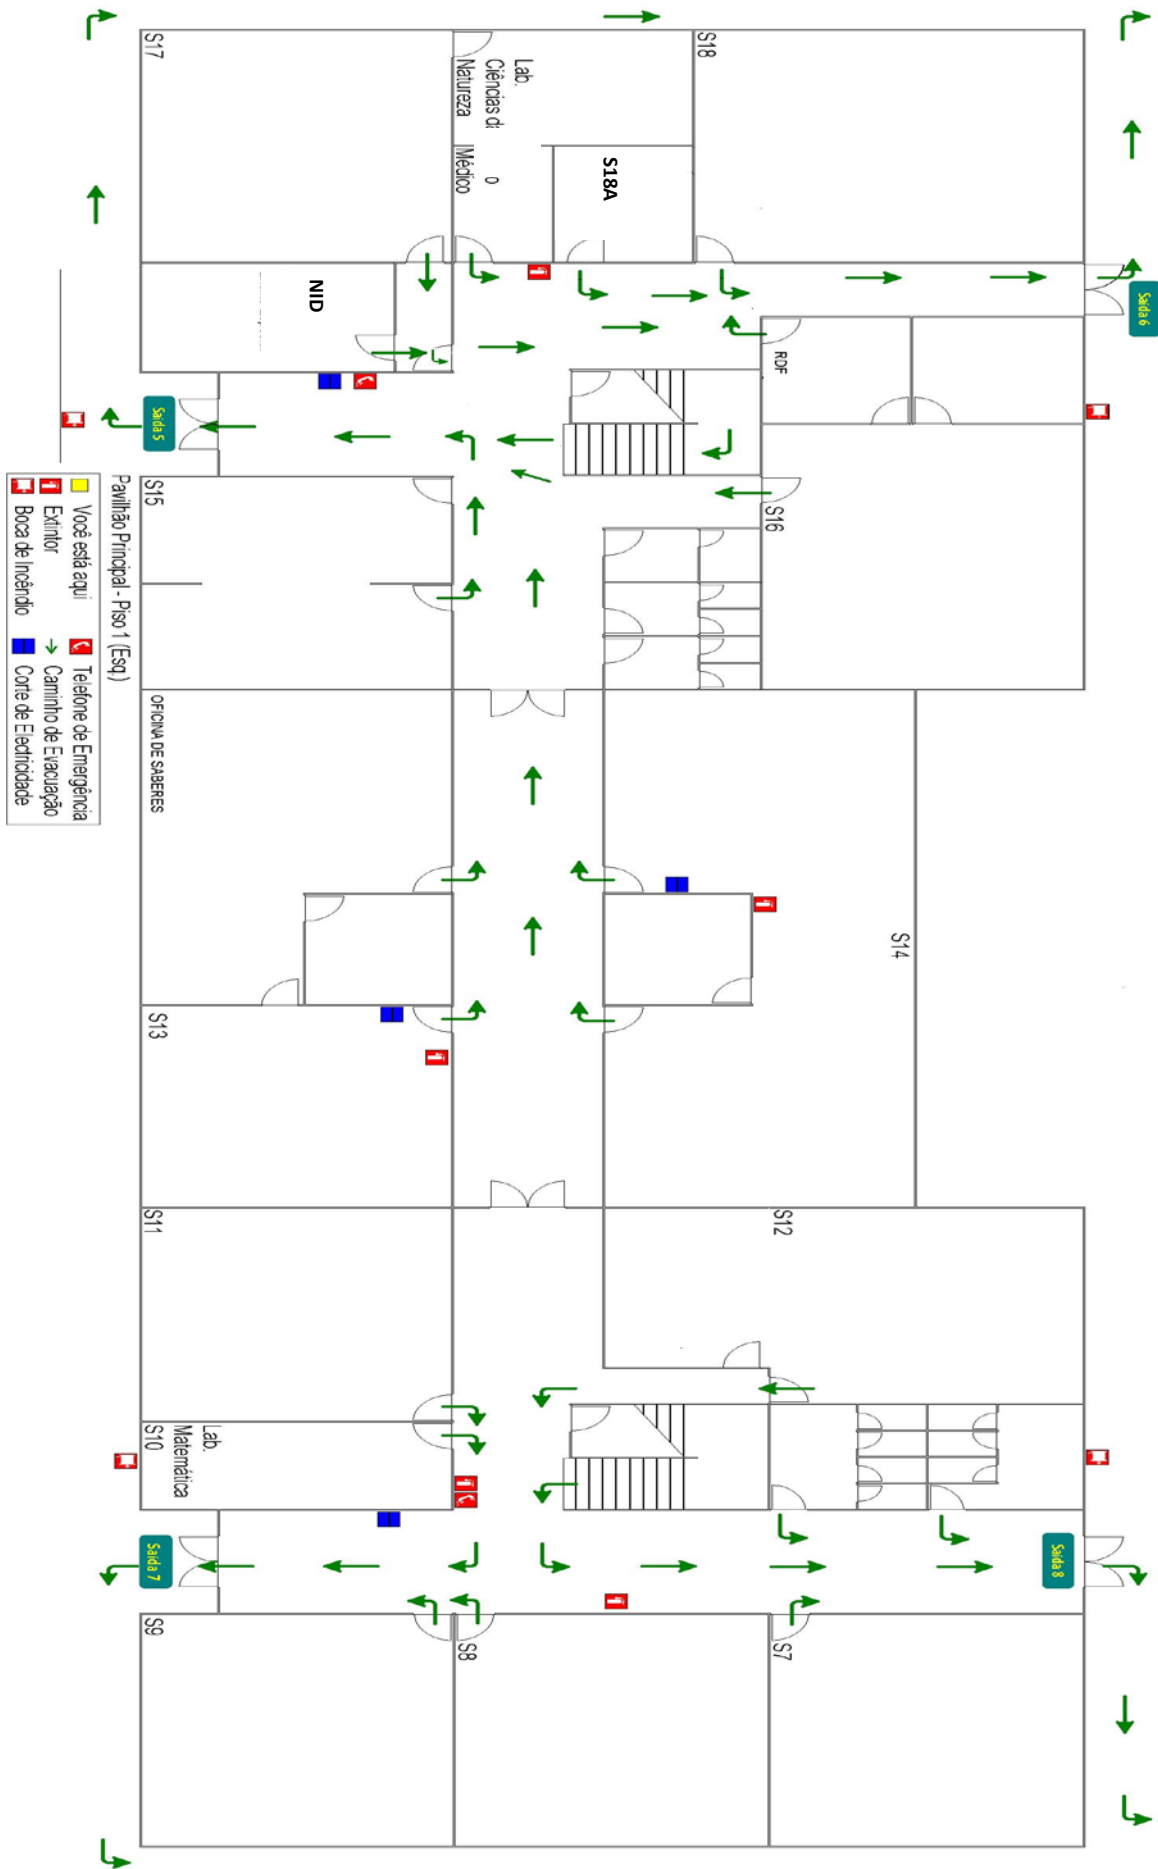 S17
Lab.
Ciências d
Natureza
o
Médico
S18
S18A
NID
RDF
Saída 6
Saída 5
S15
S16
Pavilhão Principal - Piso 1 (Esq.)
Você está aqui
Extintor
Boca de Incêndio
Telefone de Emergência
Caminho de Evacuação
Corte de Electricidade
OFICINA DE SABERES
S14
S13
S11
S12
S10
Lab.
Matemática
Saída 7
Saída 8
S9
S8
S7